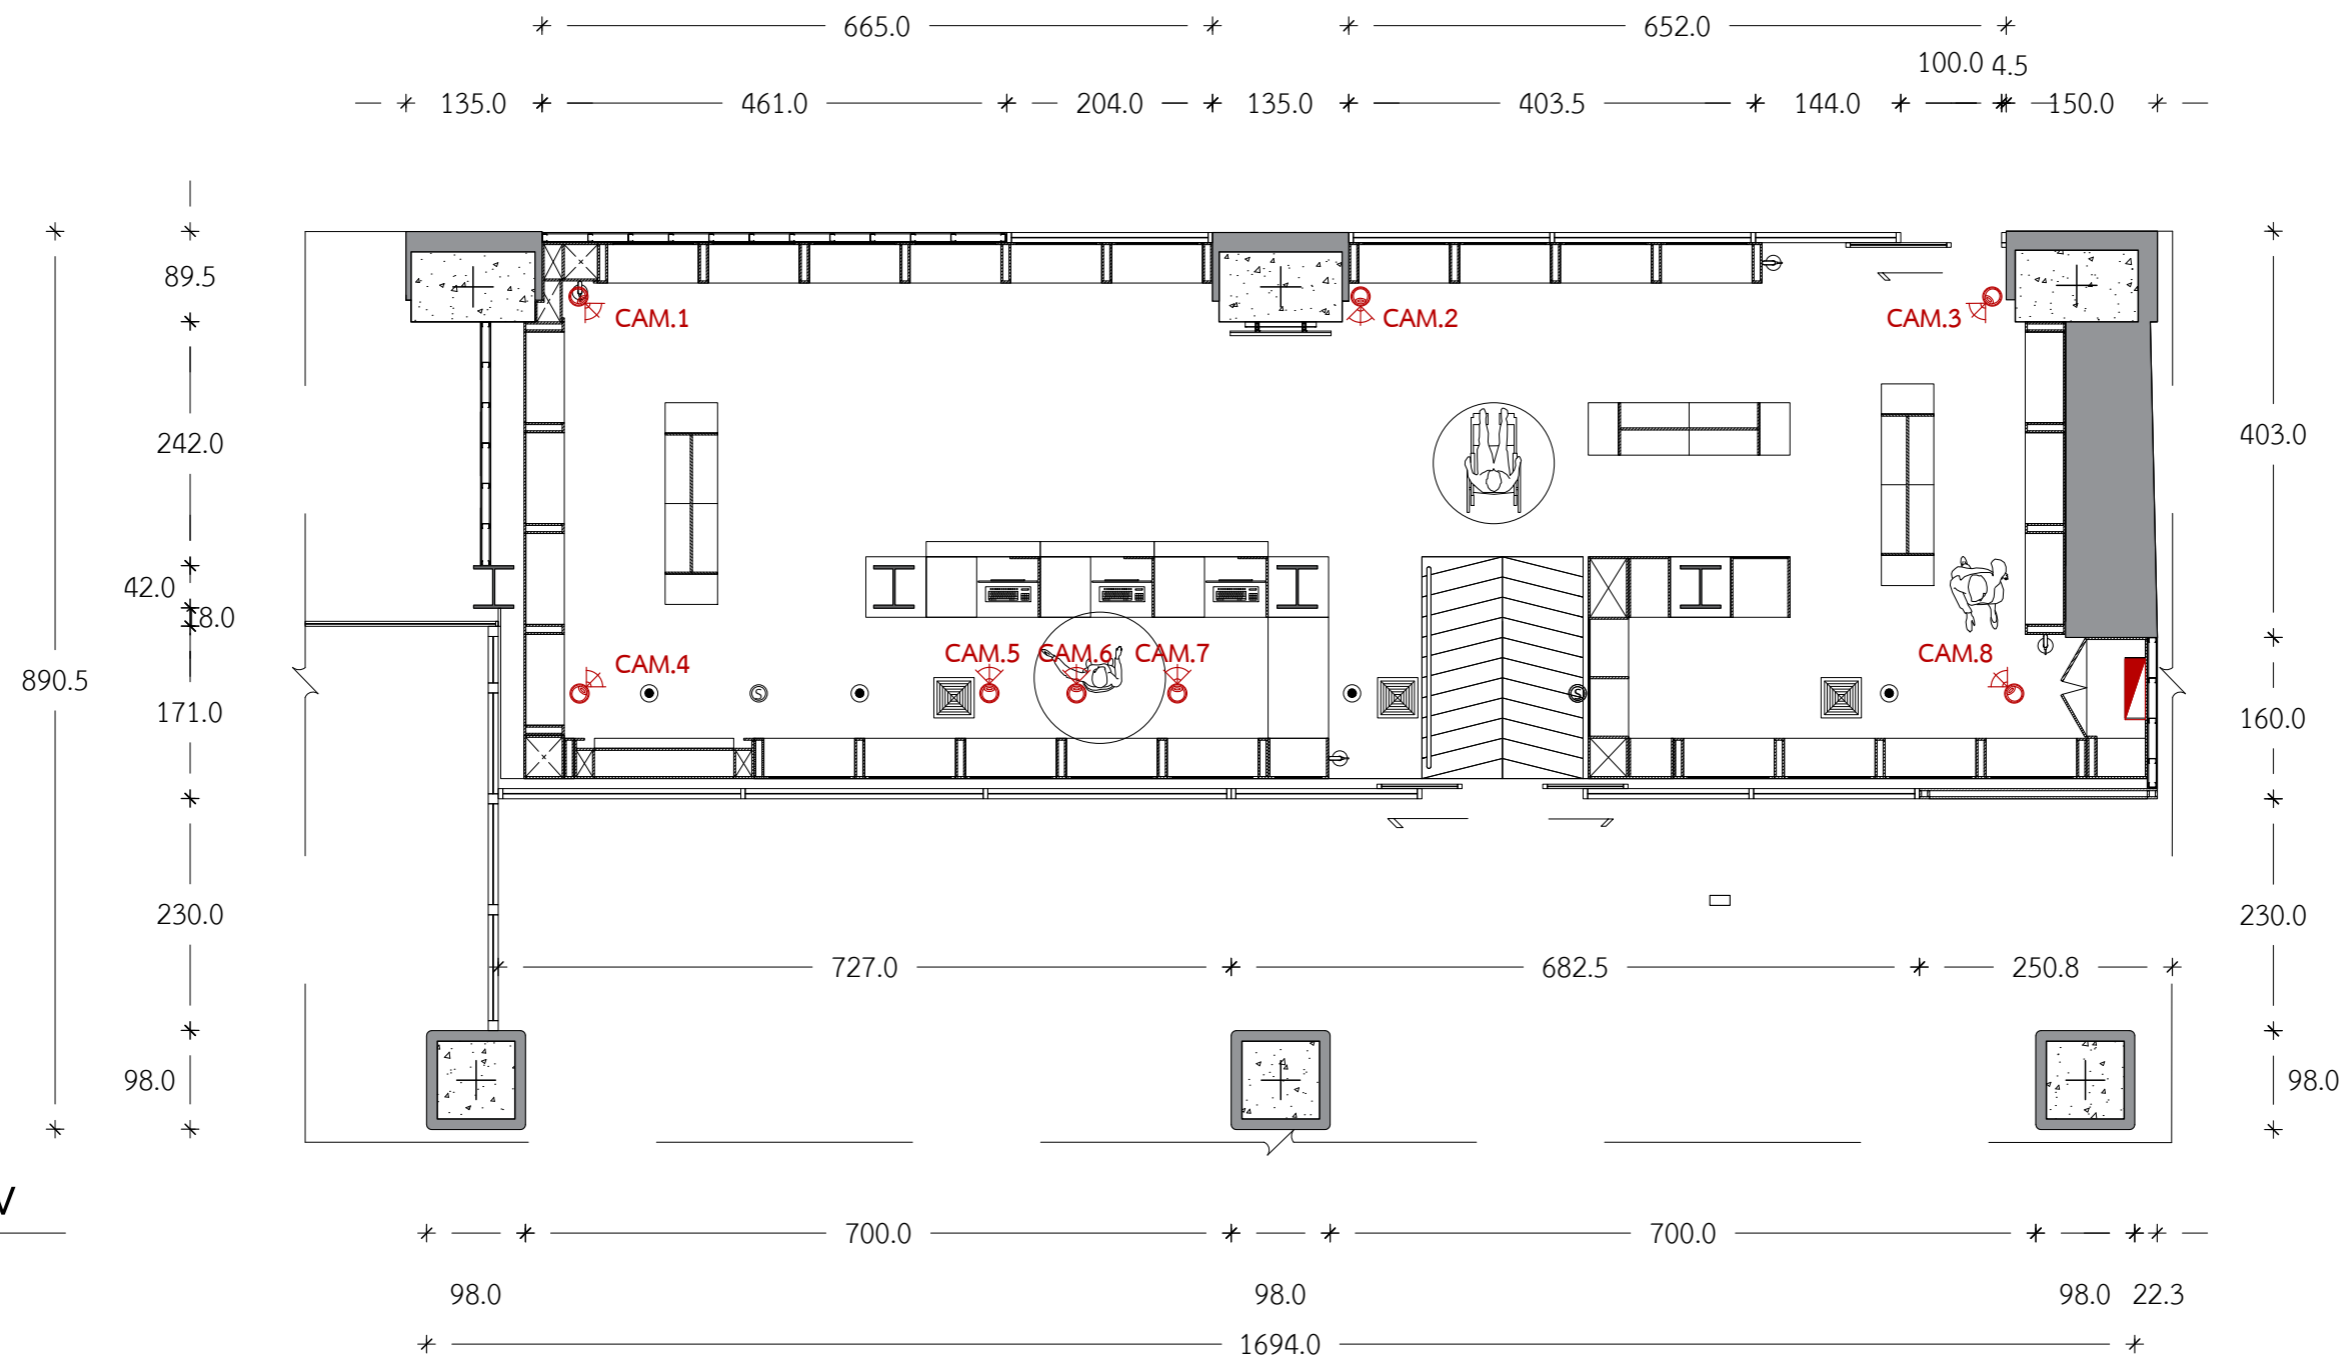 665.0 652.0
100.0 4.5
135.0 461.0 204.0 135.0 403.5 144.0 150.0
89.5
CAM.1 CAM.2 CAM.3
242.0 403.0
42.0
18.0
CAM.5 CAM.6 CAM.7 CAM.8
CAM.4
890.5
S S
171.0 160.0
230.0 230.0
727.0 682.5 250.8
98.0 98.0
V
700.0 700.0
98.0 98.0 98.0 22.3
1694.0